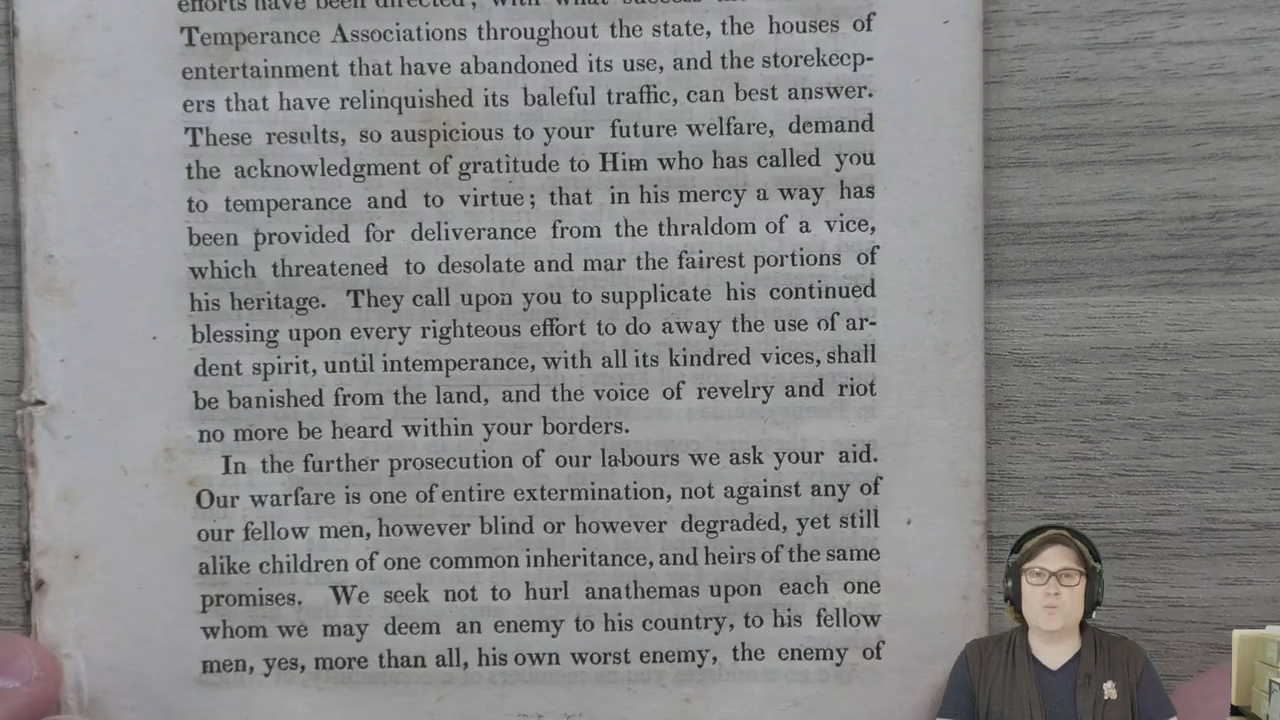 efforts have been directed, with what success
Temperance Associations throughout the state, the houses of
entertainment that have abandoned its use, and the storekeep-
ers that have relinquished its baleful traffic, can best answer.
These results, so auspicious to your future welfare, demand
the acknowledgment of gratitude to Him who has called you
to temperance and to virtue; that in his mercy a way has
been provided for deliverance from the thraldom of a vice,
which threatened to desolate and mar the fairest portions of
his heritage. They call upon you to supplicate his continued
blessing upon every righteous effort to do away the use of ar-
dent spirit, until intemperance, with all its kindred vices, shall
be banished from the land, and the voice of revelry and riot
no more be heard within your borders.
In the further prosecution of our labours we ask your aid.
Our warfare is one of entire extermination, not against any of
our fellow men, however blind or however degraded, yet still
alike children of one common inheritance, and heirs of the same
promises. We seek not to hurl anathemas upon each one
whom we may deem an enemy to his country, to his fellow
men, yes, more than all, his own worst enemy, the enemy of